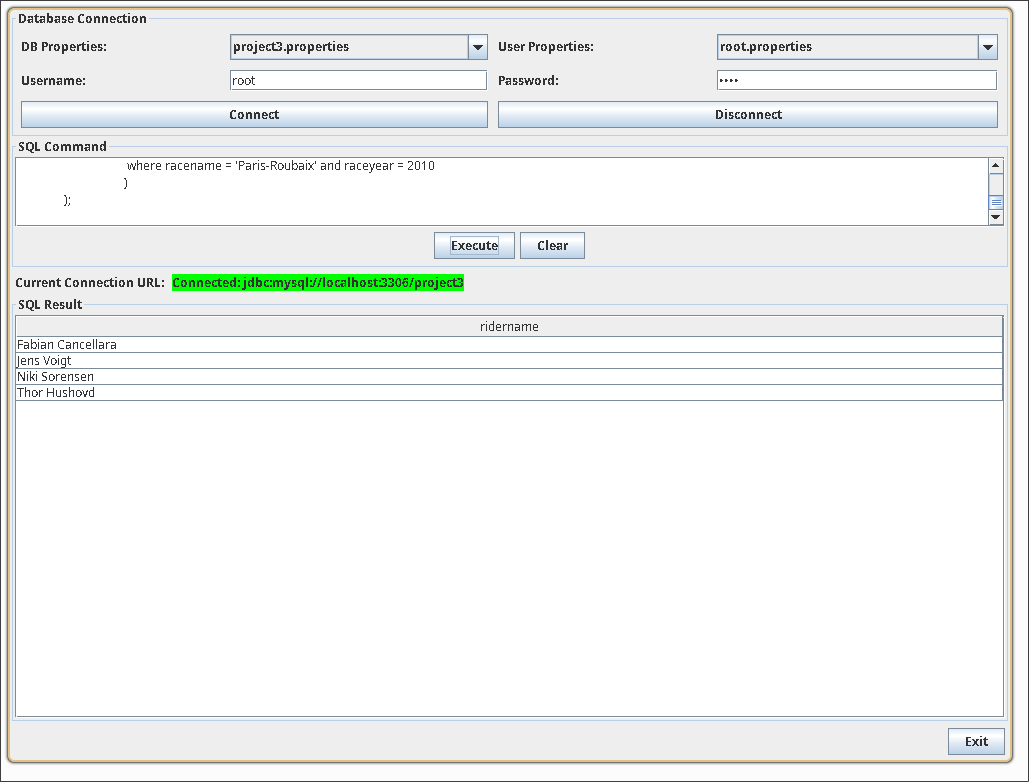 Database Connection
DB Properties: project3.properties User Properties: root.properties
Username: root Password: ••••
Connect Disconnect
SQL Command
where racename = 'Paris-Roubaix' and raceyear = 2010
)
);
Execute Clear
Current Connection URL: Connected: jdbc:mysql://localhost:3306/project3
SQL Result
ridername
Fabian Cancellara
Jens Voigt
Niki Sorensen
Thor Hushovd
Exit